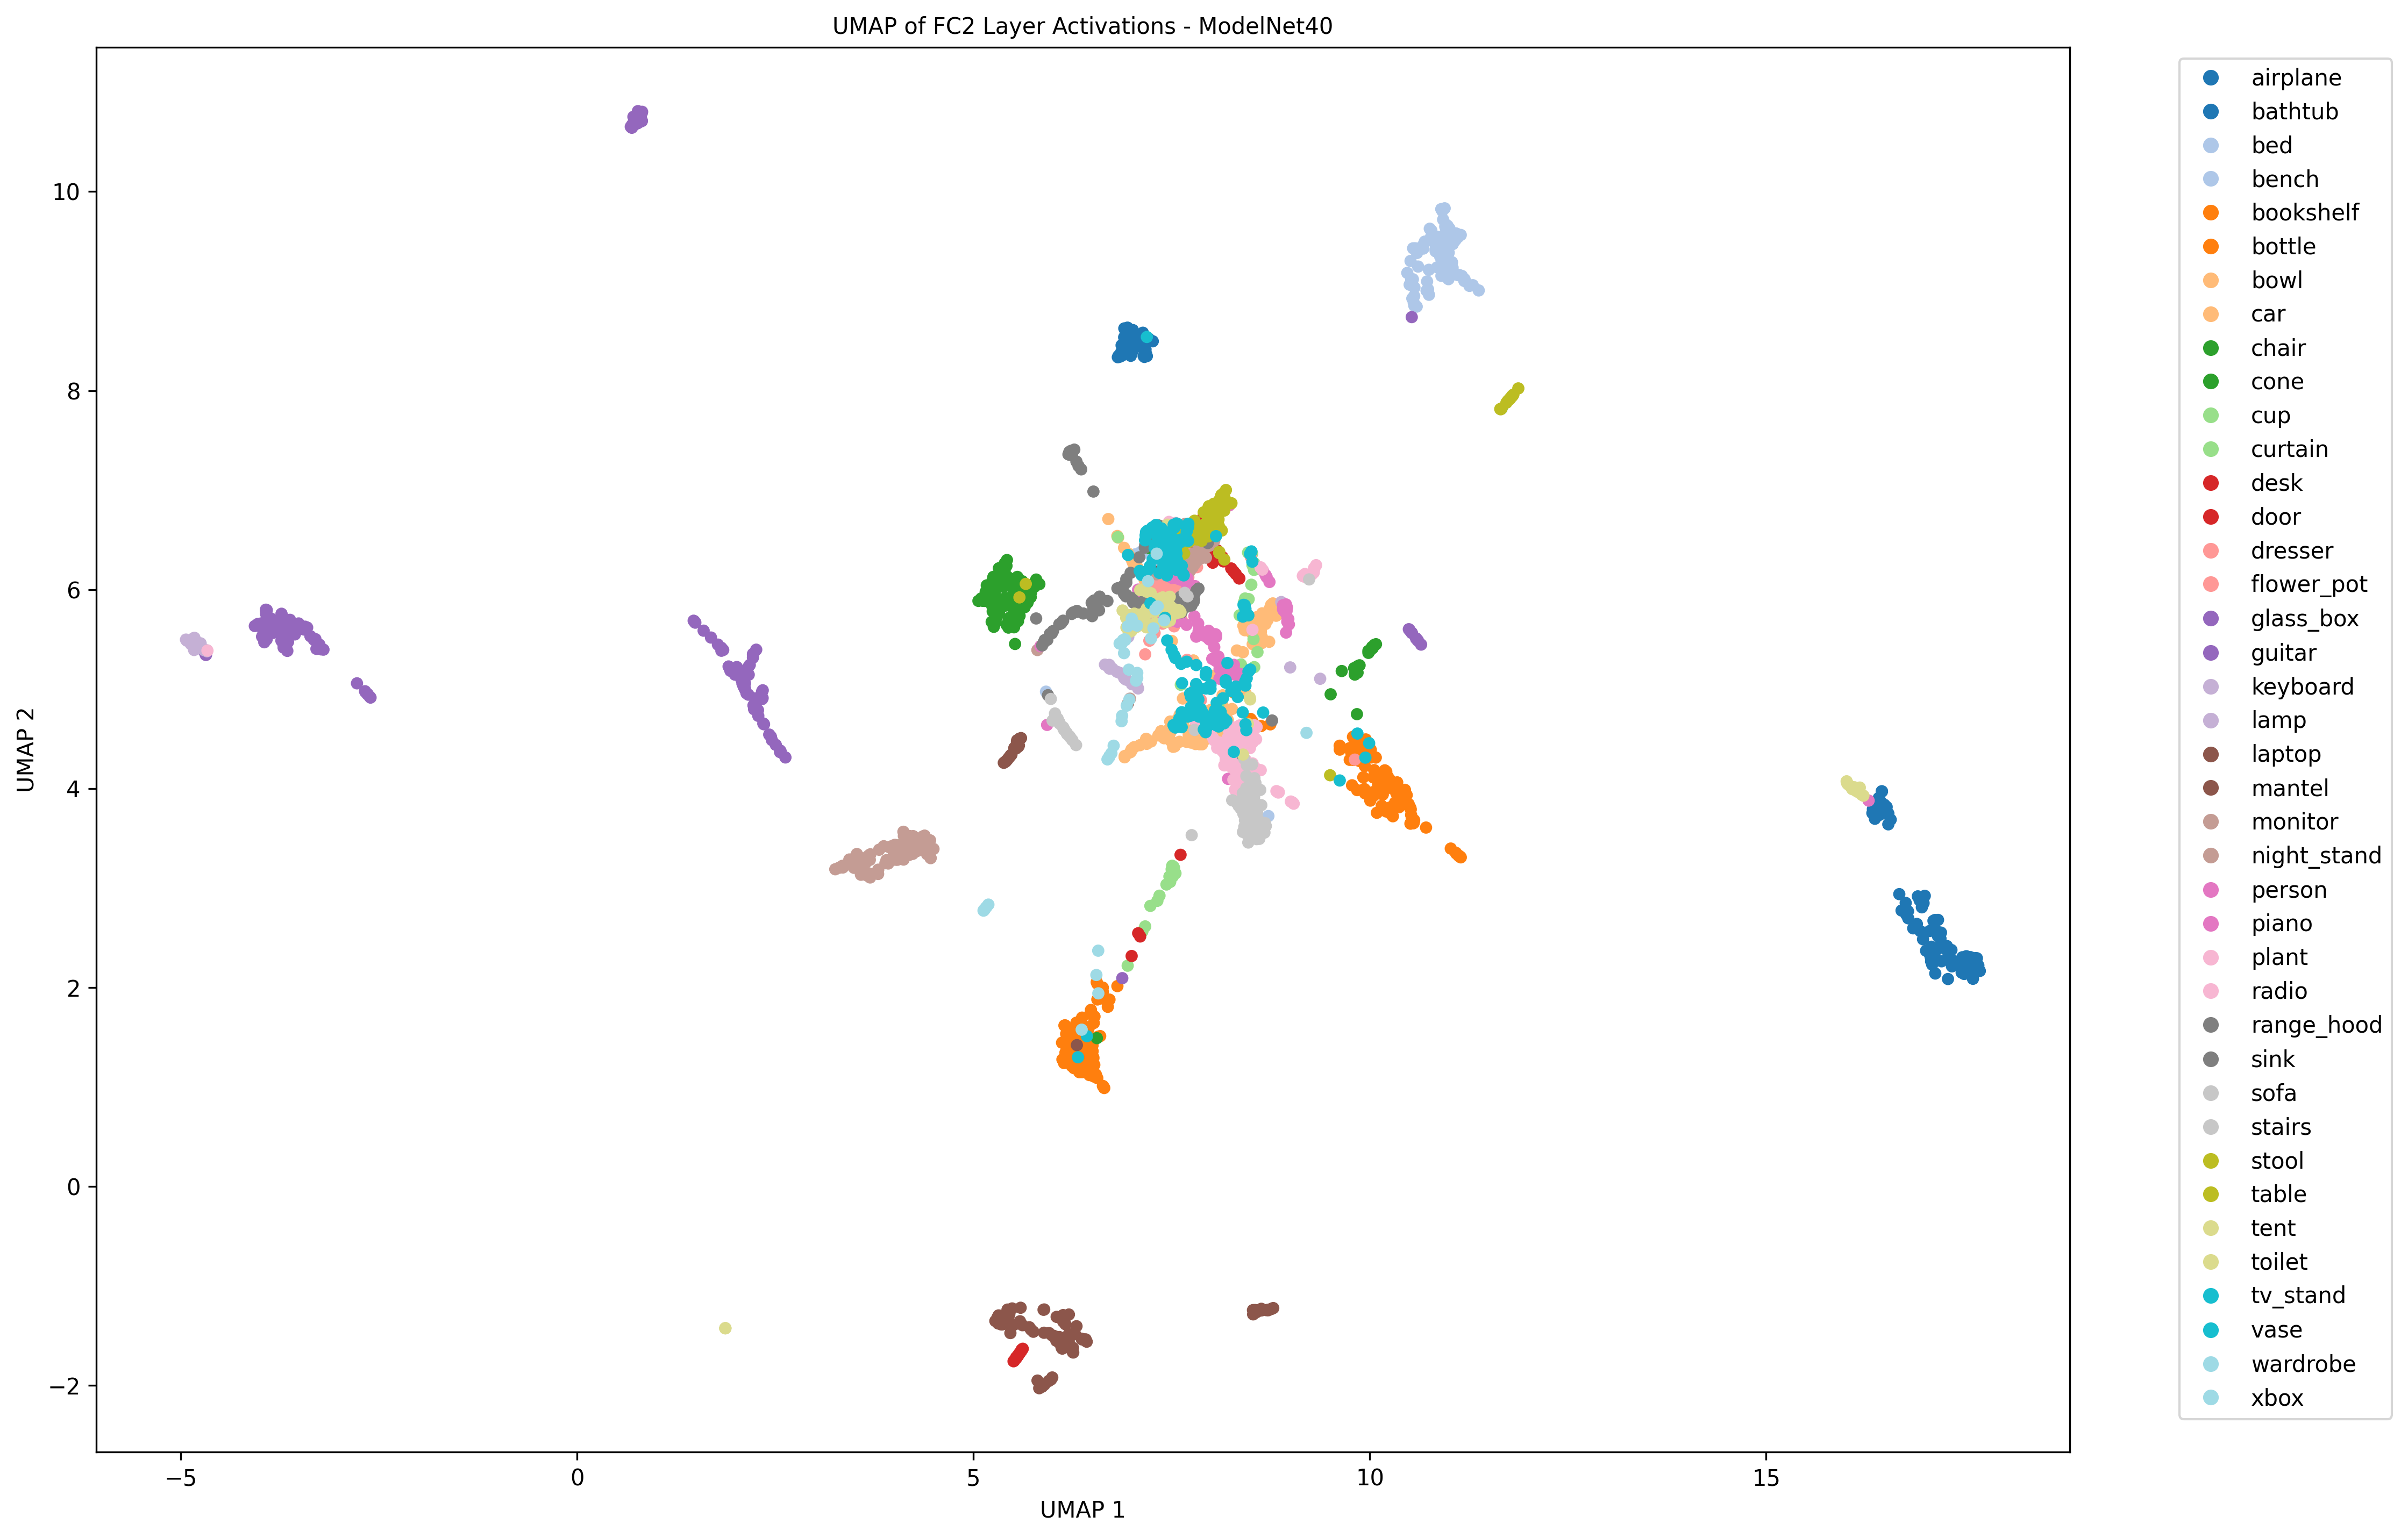 UMAP of FC2 Layer Activations - ModelNet40
10
8
6
4
2
0
−2
UMAP 2
−5
0
5
10
15
UMAP 1
airplane
bathtub
bed
bench
bookshelf
bottle
bowl
car
chair
cone
cup
curtain
desk
door
dresser
flower_pot
glass_box
guitar
keyboard
lamp
laptop
mantel
monitor
night_stand
person
piano
plant
radio
range_hood
sink
sofa
stairs
stool
table
tent
toilet
tv_stand
vase
wardrobe
xbox